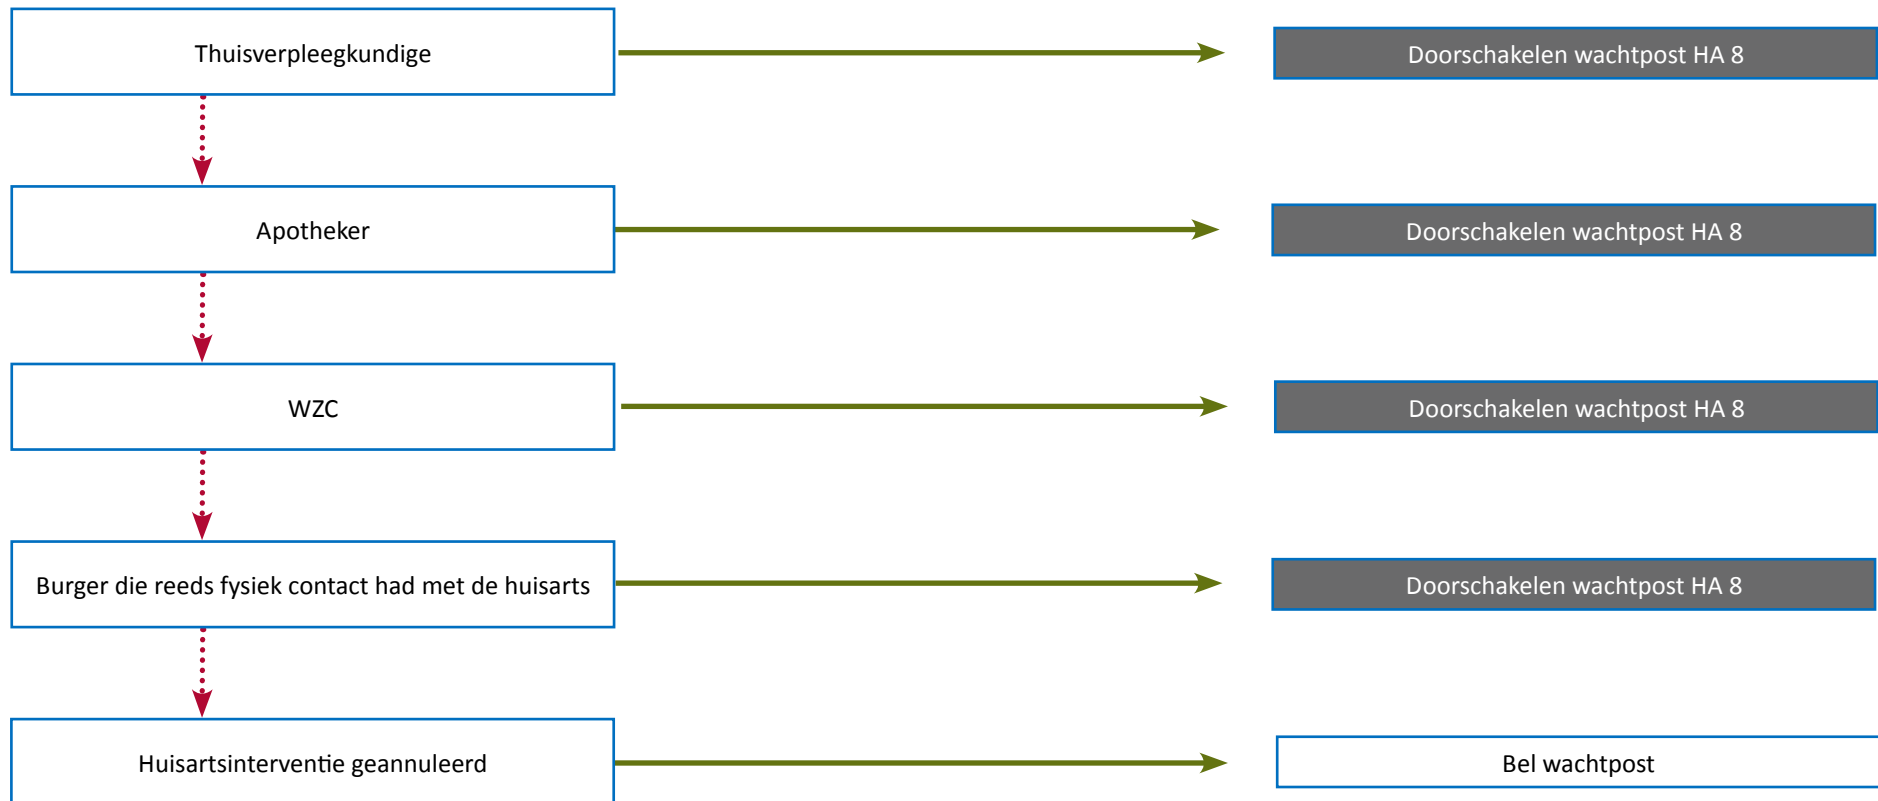 Thuisverpleegkundige
Doorschakelen wachtpost HA 8
Apotheker
Doorschakelen wachtpost HA 8
WZC
Doorschakelen wachtpost HA 8
Burger die reeds fysiek contact had met de huisarts
Doorschakelen wachtpost HA 8
Huisartsinterventie geannuleerd
Bel wachtpost